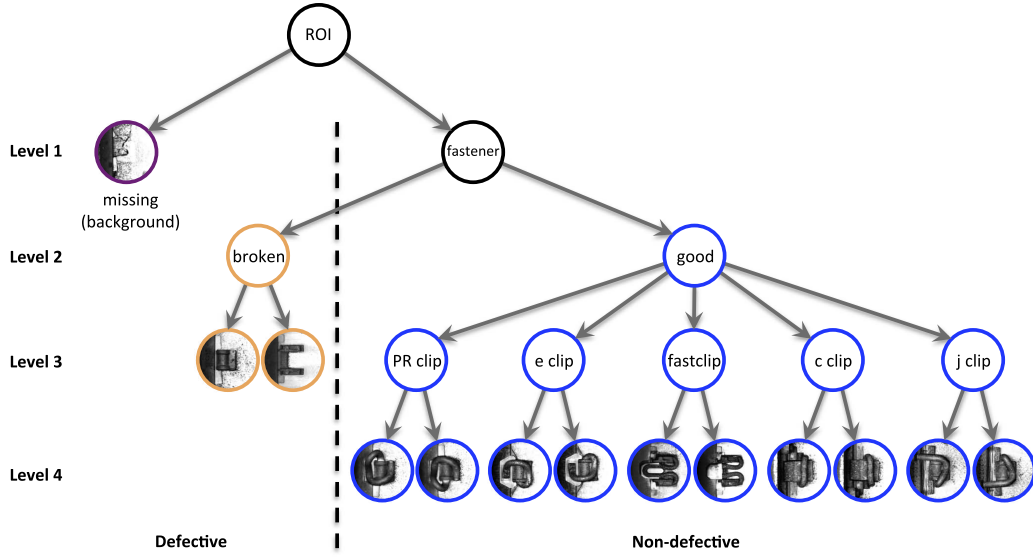 ROI
Level 1
fastener
missing
(background)
Level 2
broken
good
Level 3
PR clip
e clip
fastclip
c clip
j clip
Level 4
Defective
Non-defective